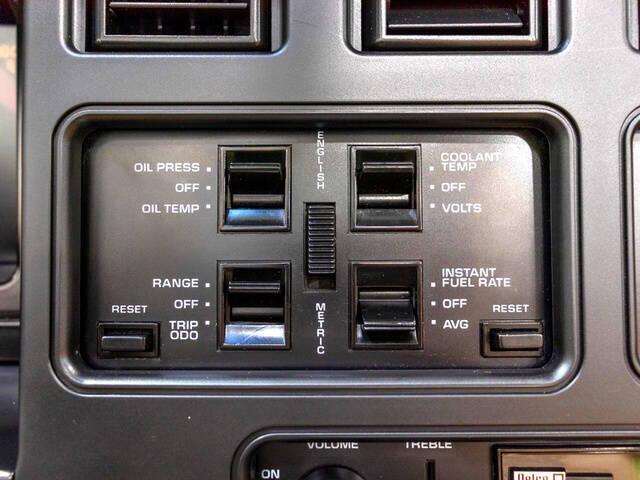 ENGLISH
OIL PRESS
OFF
OIL TEMP
COOLANT
TEMP
OFF
VOLTS
RANGE
OFF
TRIP
ODO
RESET
METRIC
INSTANT
FUEL RATE
OFF
AVG
RESET
VOLUME
TREBLE
ON
Delco